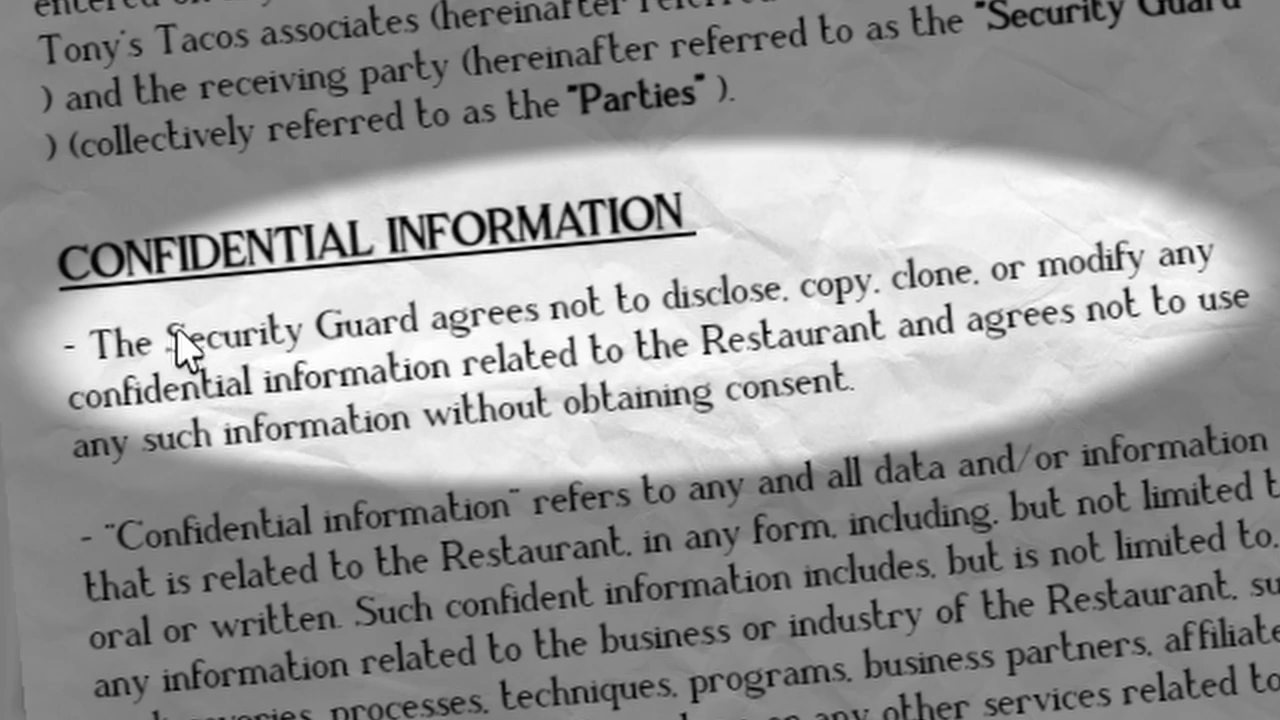 Tony's Tacos associates (hereinafter
) and the receiving party (hereinafter referred to as the "Security Guard
) (collectively referred to as the "Parties" ).
CONFIDENTIAL INFORMATION
- The Security Guard agrees not to disclose, copy, clone, or modify any
confidential information related to the Restaurant and agrees not to use
any such information without obtaining consent.
- "Confidential information" refers to any and all data and/or information
that is related to the Restaurant, in any form, including, but not limited
oral or written. Such confident information includes, but is not limited to,
any information related to the business or industry of the Restaurant,
processes, techniques, programs, business partners,
any other services related to